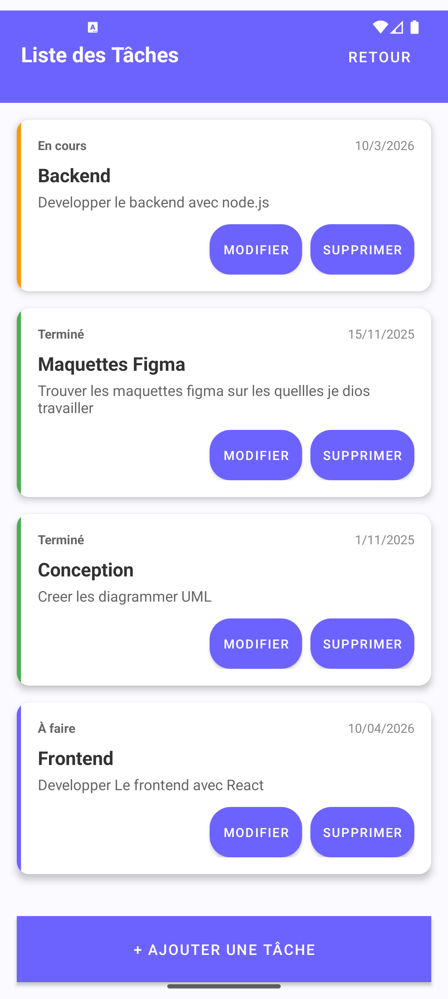 Liste des Tâches
RETOUR
En cours
10/3/2026
Backend
Developper le backend avec node.js
MODIFIER
SUPPRIMER
Terminé
15/11/2025
Maquettes Figma
Trouver les maquettes figma sur les quellles je dios
travailler
MODIFIER
SUPPRIMER
Terminé
1/11/2025
Conception
Creer les diagrammer UML
MODIFIER
SUPPRIMER
À faire
10/04/2026
Frontend
Developper Le frontend avec React
MODIFIER
SUPPRIMER
+ AJOUTER UNE TÂCHE